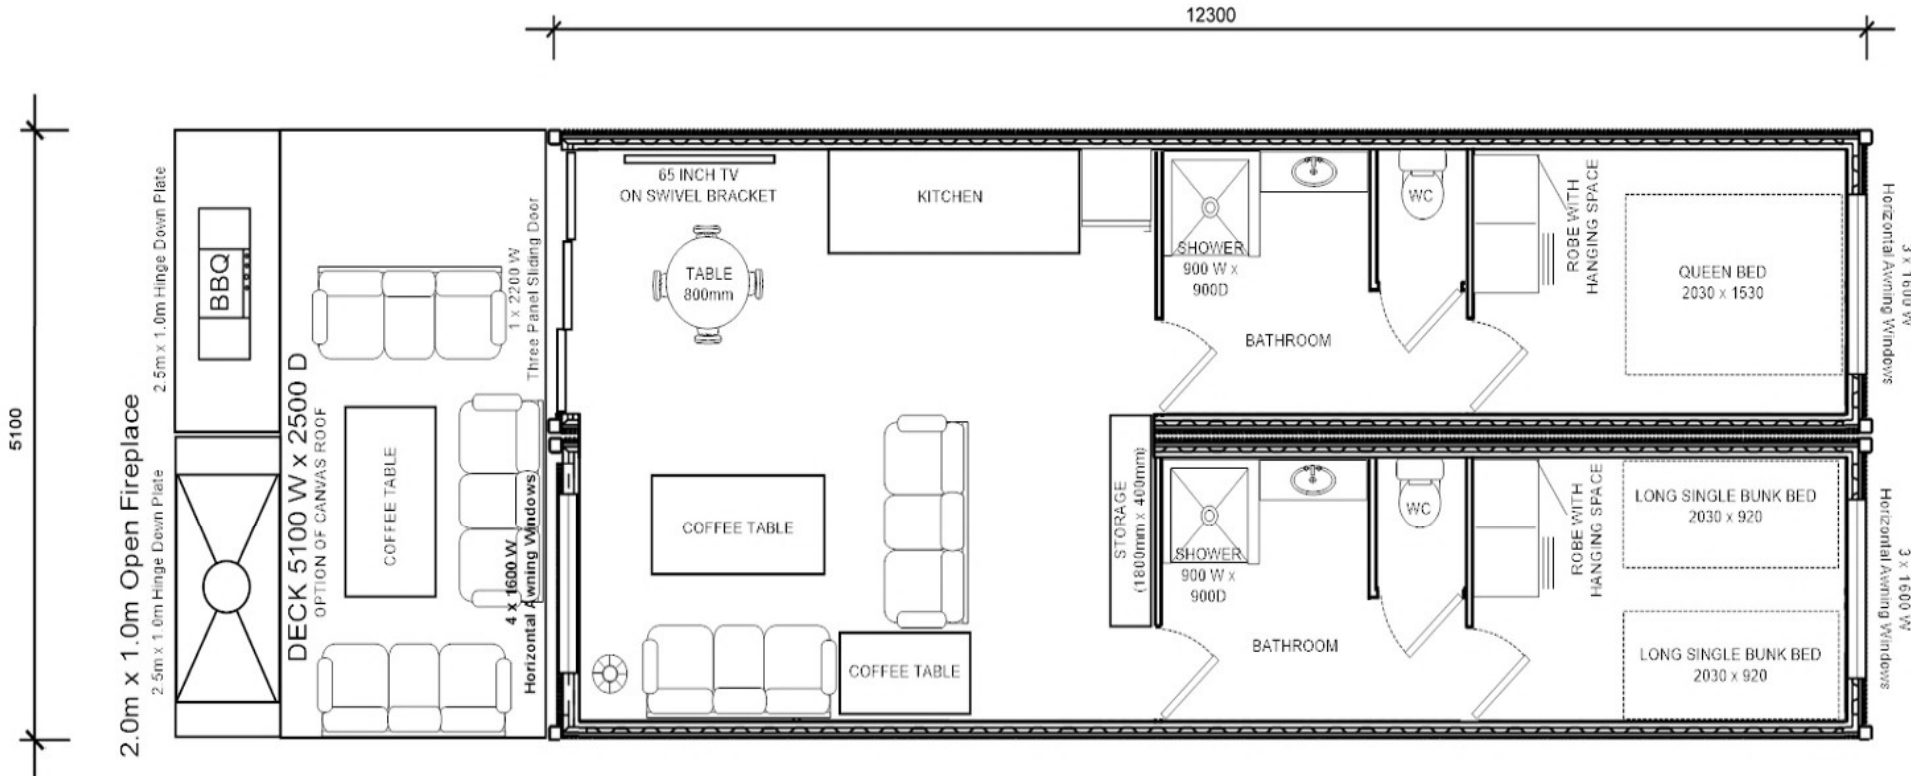 12300
5100
2.0m x 1.0m Open Fireplace
2.5m x 1.0m Hinge Down Plate
2.5m x 1.0m Hinge Down Plate
BBQ
DECK 5100 W x 2500 D
OPTION OF CANVAS ROOF
COFFEE TABLE
1 x 2200 W
Three Panel Sliding Door
4 x 1600 W
Horizontal Awning Windows
65 INCH TV
ON SWIVEL BRACKET
TABLE
800mm
KITCHEN
COFFEE TABLE
COFFEE TABLE
STORAGE
(1800mm x 400mm)
SHOWER
900 W x
900D
BATHROOM
WC
ROBE WITH
HANGING SPACE
QUEEN BED
2030 x 1530
3 x 1600 W
Horizontal Awning Windows
SHOWER
900 W x
900D
BATHROOM
WC
ROBE WITH
HANGING SPACE
LONG SINGLE BUNK BED
2030 x 920
LONG SINGLE BUNK BED
2030 x 920
3 x 1600 W
Horizontal Awning Windows